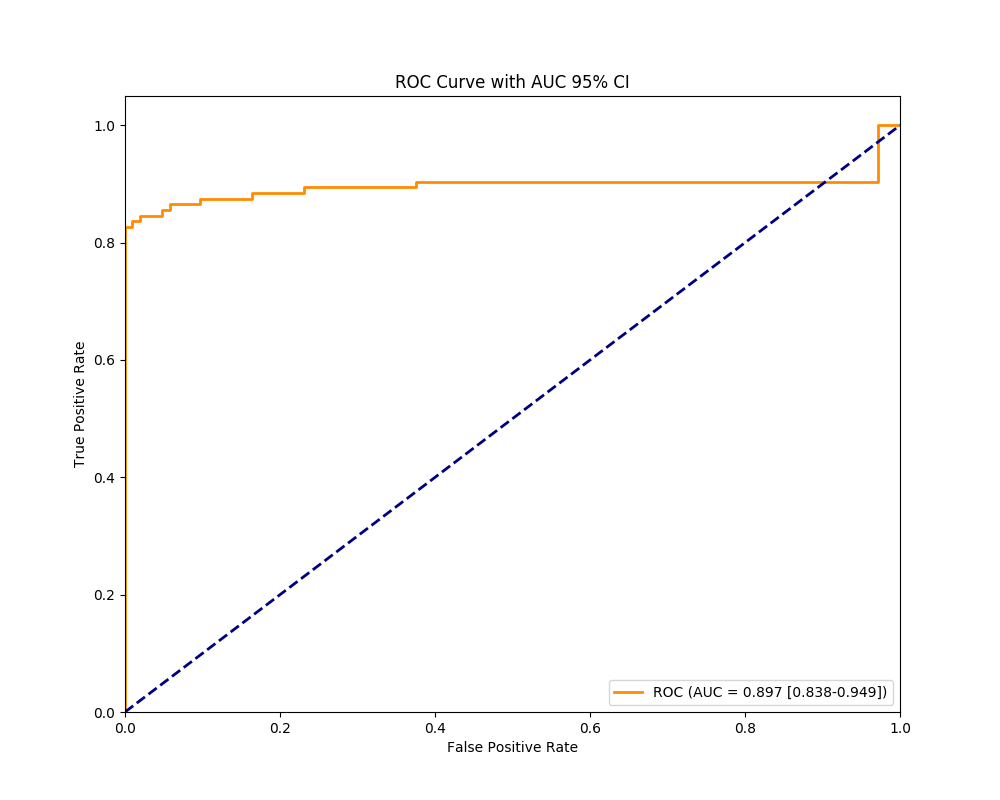 ROC Curve with AUC 95% CI
True Positive Rate
1.0
0.8
0.6
0.4
0.2
0.0
0.0 0.2 0.4 0.6 0.8 1.0
False Positive Rate
ROC (AUC = 0.897 [0.838-0.949])